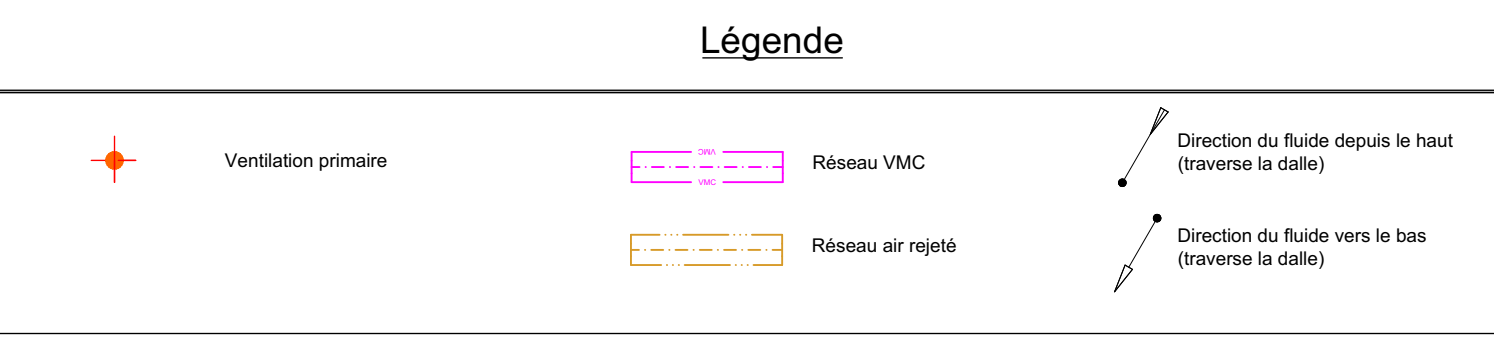 Légende
Ventilation primaire
VMC
VMC
Réseau VMC
Réseau air rejeté
Direction du fluide depuis le haut
(traverse la dalle)
Direction du fluide vers le bas
(traverse la dalle)